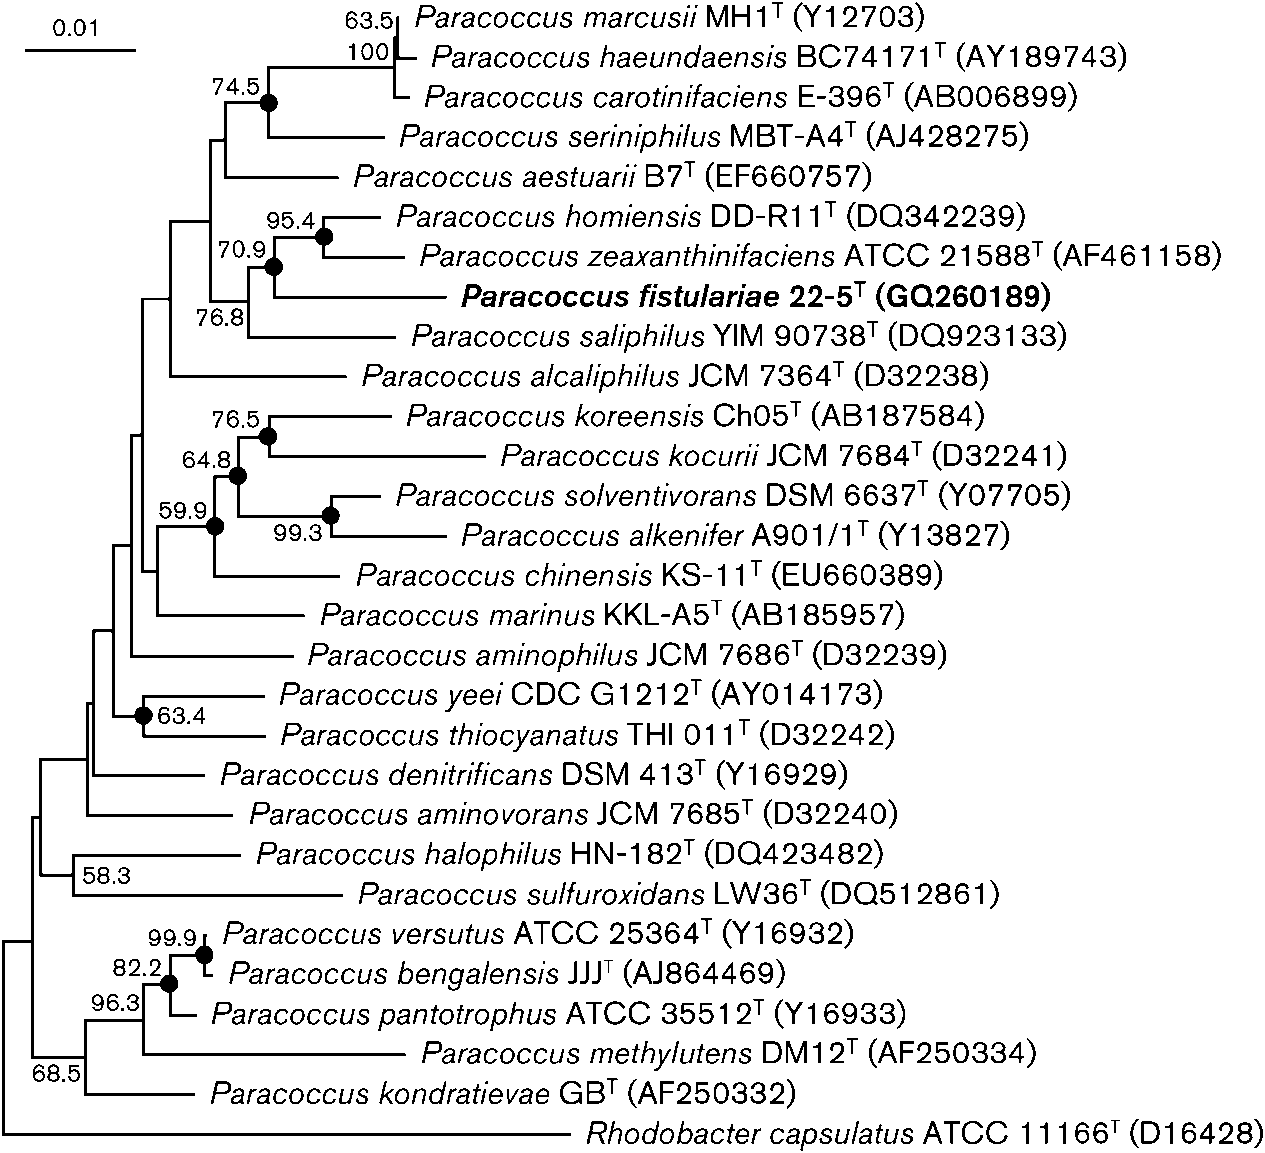 0.01
63.5
Paracoccus marcusii MH1ᵀ (Y12703)
100
Paracoccus haeundaensis BC74171ᵀ (AY189743)
74.5
Paracoccus carotinifaciens E-396ᵀ (AB006899)
Paracoccus seriniphilus MBT-A4ᵀ (AJ428275)
Paracoccus aestuarii B7ᵀ (EF660757)
95.4
Paracoccus homiensis DD-R11ᵀ (DQ342239)
70.9
Paracoccus zeaxanthinifaciens ATCC 21588ᵀ (AF461158)
Paracoccus fistulariae 22-5ᵀ (GQ260189)
76.8
Paracoccus saliphilus YIM 90738ᵀ (DQ923133)
Paracoccus alcaliphilus JCM 7364ᵀ (D32238)
76.5
Paracoccus koreensis Ch05ᵀ (AB187584)
64.8
Paracoccus kocurii JCM 7684ᵀ (D32241)
Paracoccus solventivorans DSM 6637ᵀ (Y07705)
59.9
99.3
Paracoccus alkenifer A901/1ᵀ (Y13827)
Paracoccus chinensis KS-11ᵀ (EU660389)
Paracoccus marinus KKL-A5ᵀ (AB185957)
Paracoccus aminophilus JCM 7686ᵀ (D32239)
Paracoccus yeei CDC G1212ᵀ (AY014173)
63.4
Paracoccus thiocyanatus THI 011ᵀ (D32242)
Paracoccus denitrificans DSM 413ᵀ (Y16929)
Paracoccus aminovorans JCM 7685ᵀ (D32240)
Paracoccus halophilus HN-182ᵀ (DQ423482)
58.3
Paracoccus sulfuroxidans LW36ᵀ (DQ512861)
99.9
Paracoccus versutus ATCC 25364ᵀ (Y16932)
82.2
Paracoccus bengalensis JJJᵀ (AJ864469)
96.3
Paracoccus pantotrophus ATCC 35512ᵀ (Y16933)
Paracoccus methylutens DM12ᵀ (AF250334)
68.5
Paracoccus kondratievae GBᵀ (AF250332)
Rhodobacter capsulatus ATCC 11166ᵀ (D16428)